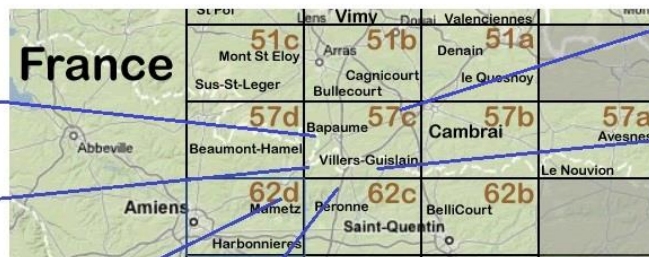 St Pol Lens Vimy Douai Valenciennes
51c 51b 51a
France Mont St Eloy Arras Denain
Sus-St-Leger Cagnicourt le Quesnoy
Bullecourt
57d 57c 57b 57a
Bapaume Cambrai Avesnes
Abbeville Beaumont-Hamel
Villers-Guislain Le Nouvion
62d 62c 62b
Amiens Mametz Peronne BelliCourt
Saint-Quentin
Harbonnieres